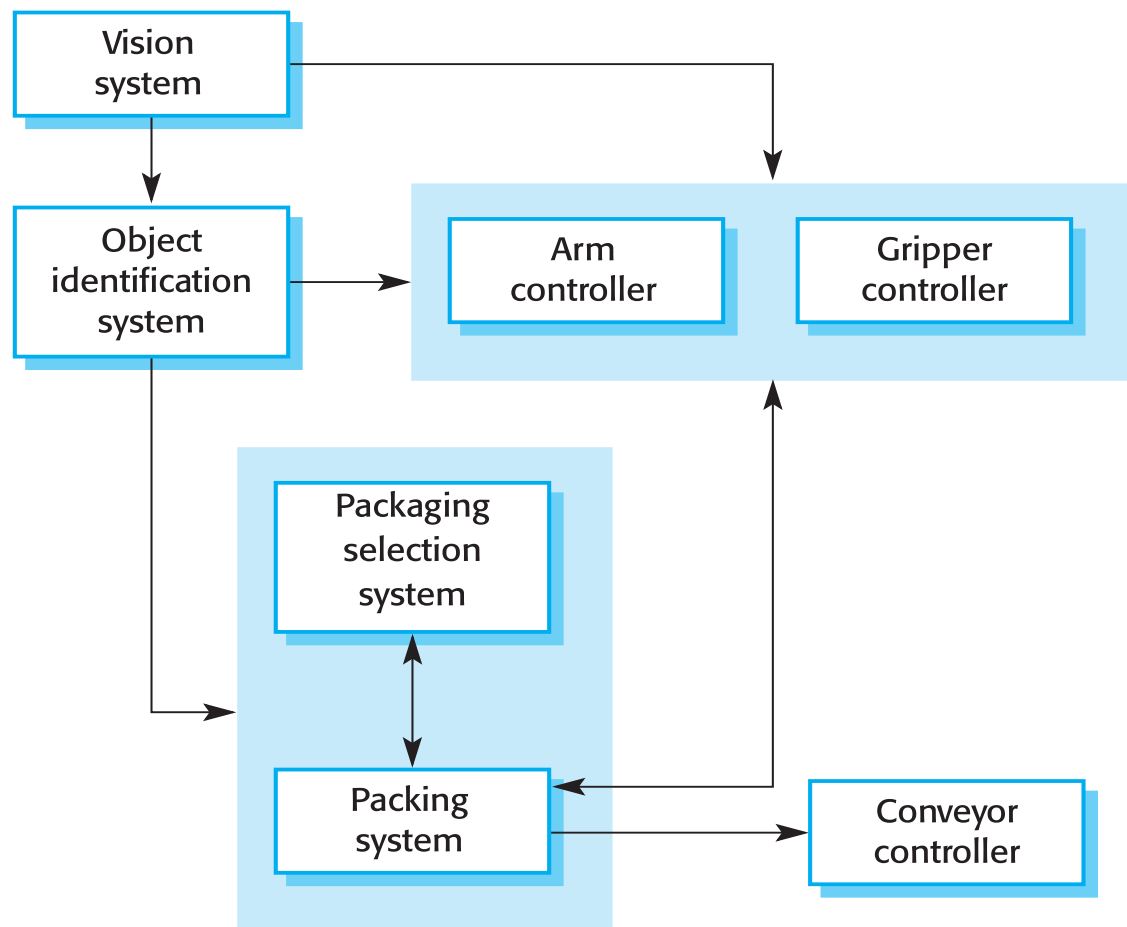 Vision
system
Object
identification
system
Arm
controller
Gripper
controller
Packaging
selection
system
Packing
system
Conveyor
controller